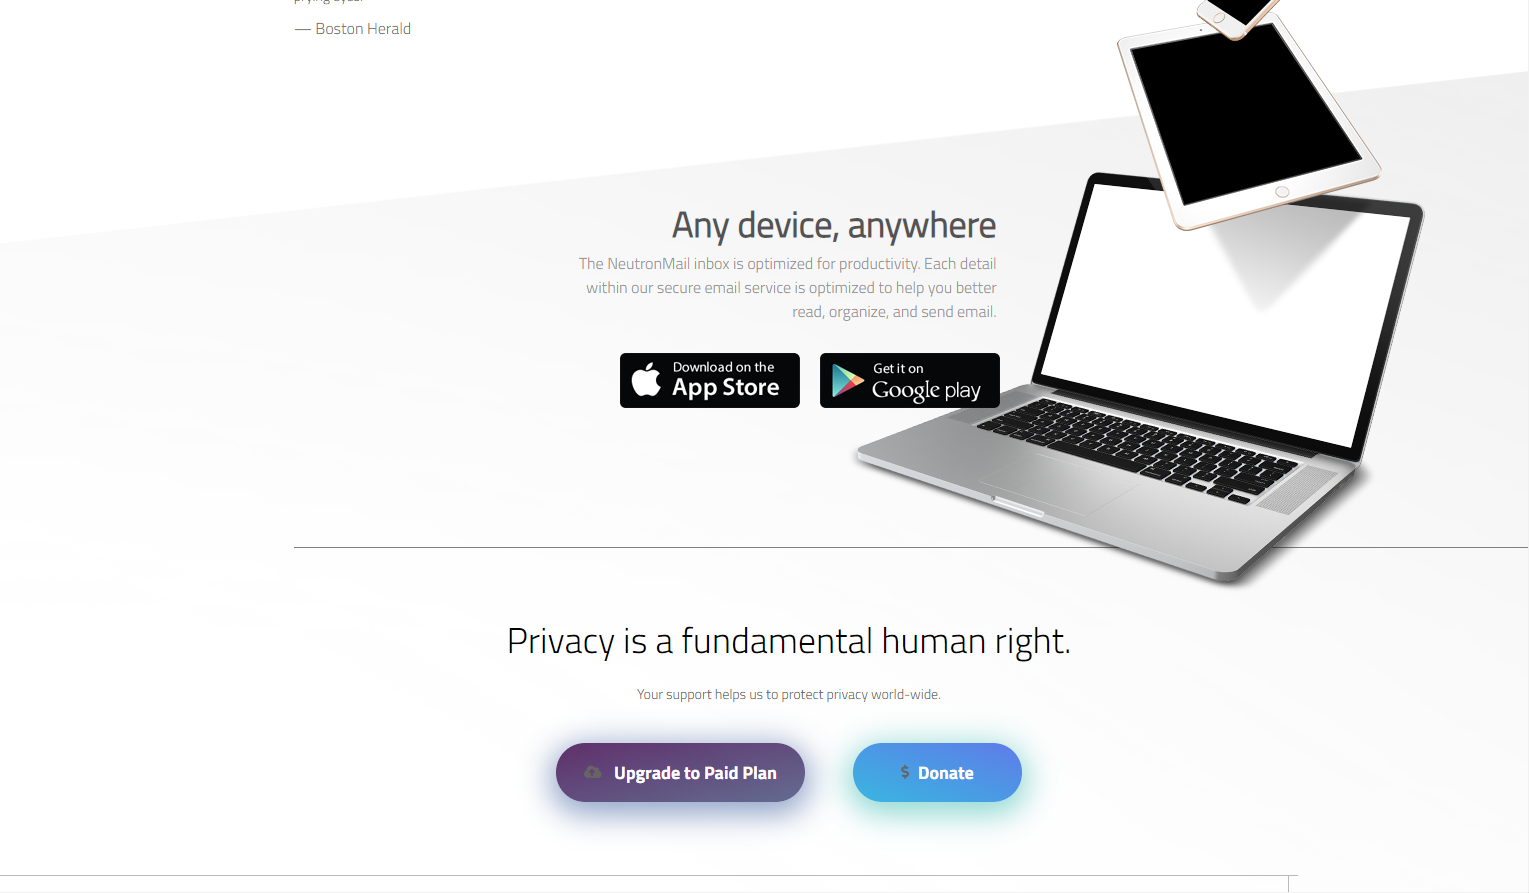 — Boston Herald
Any device, anywhere
The NeutronMail inbox is optimized for productivity. Each detail
within our secure email service is optimized to help you better
read, organize, and send email.
Download on the
App Store
Get it on
Google play
Privacy is a fundamental human right.
Your support helps us to protect privacy world-wide.
Upgrade to Paid Plan
$ Donate